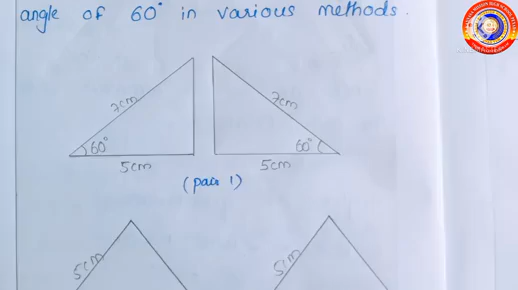 angle of 60° in various methods.
7cm
7cm
60°
60°
5cm
5cm
(pair 1)
5cm
5cm